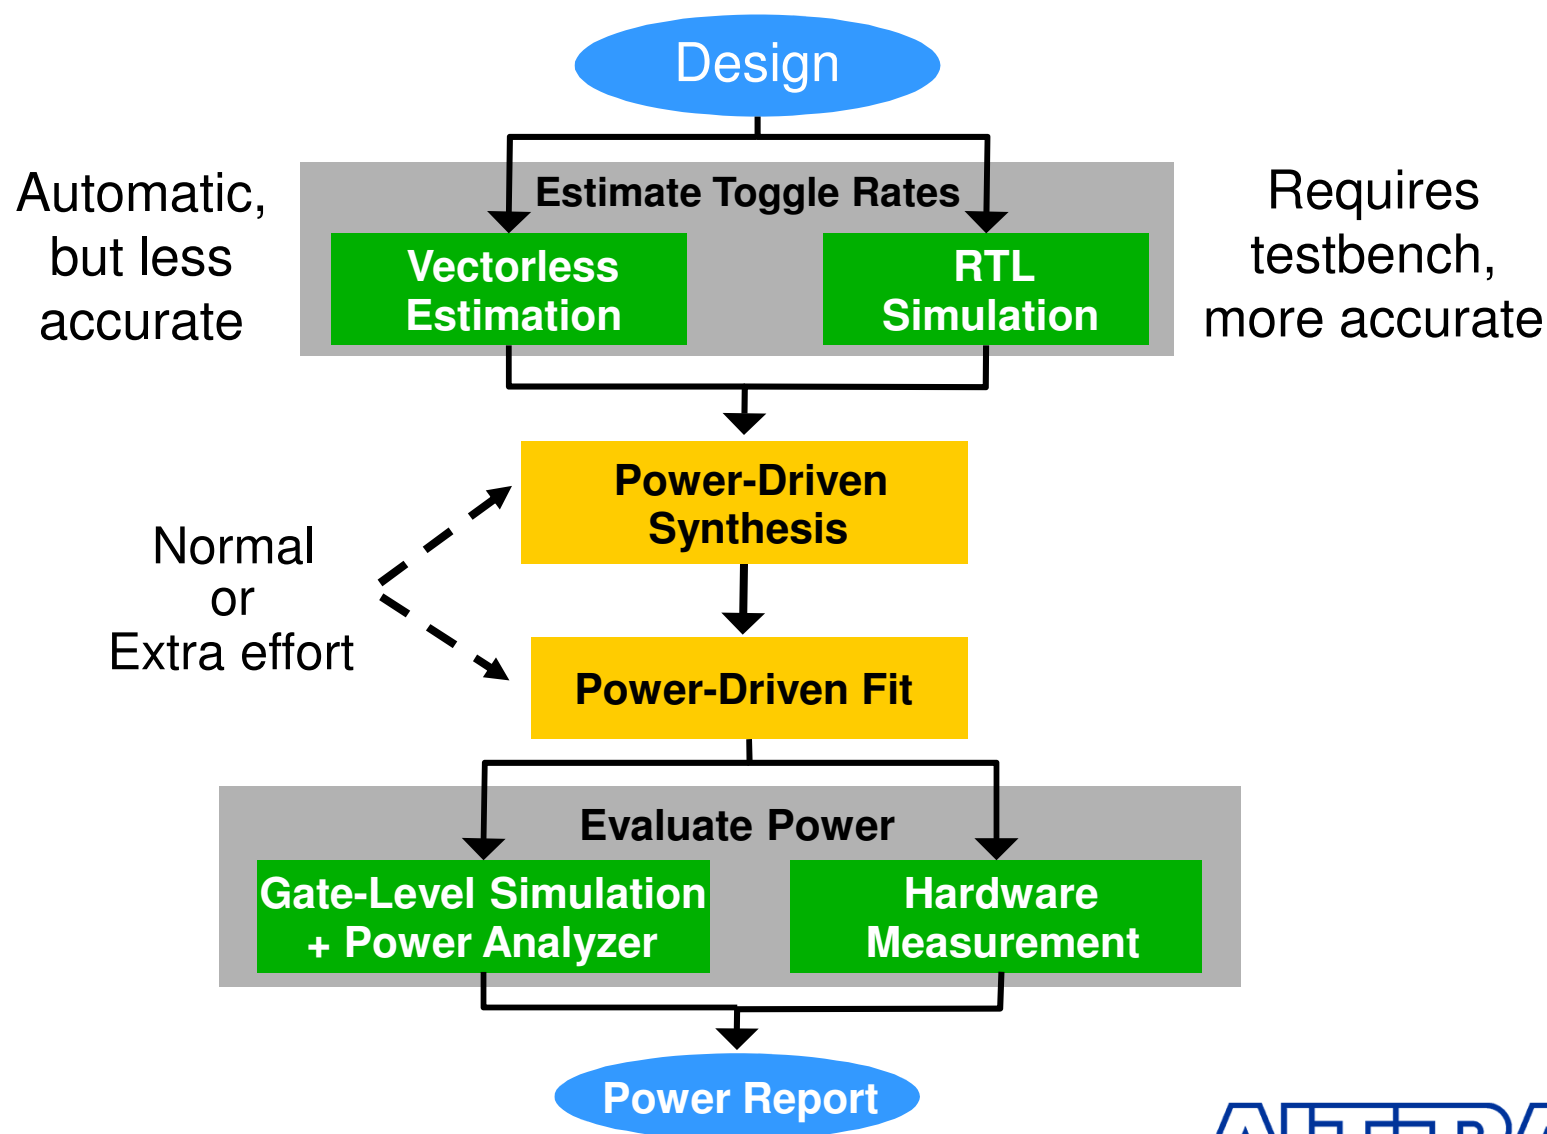 Design
Automatic,
but less
accurate
Estimate Toggle Rates
Vectorless
Estimation
RTL
Simulation
Requires
testbench,
more accurate
Power-Driven
Synthesis
Normal
or
Extra effort
Power-Driven Fit
Evaluate Power
Gate-Level Simulation
+ Power Analyzer
Hardware
Measurement
Power Report
ALTERA